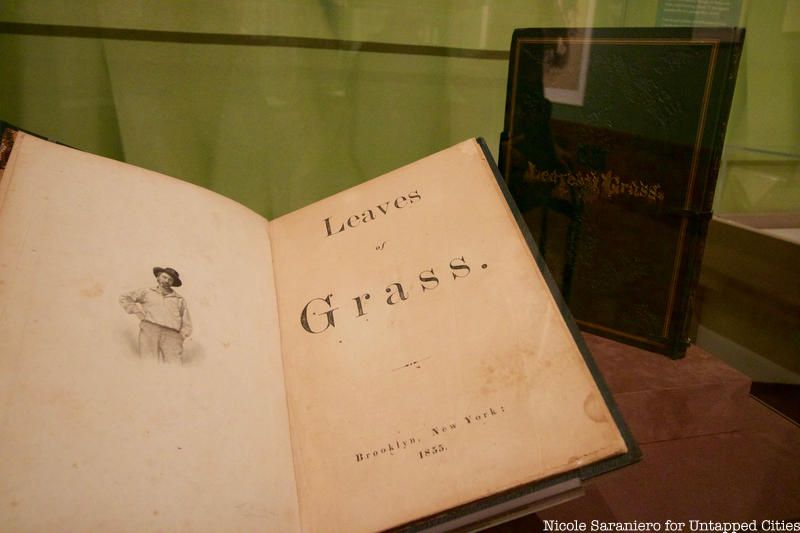 Leaves
of
Grass.
Brooklyn, New York:
1855.
Leaves of Grass.
Nicole Saraniero for Untapped Cities